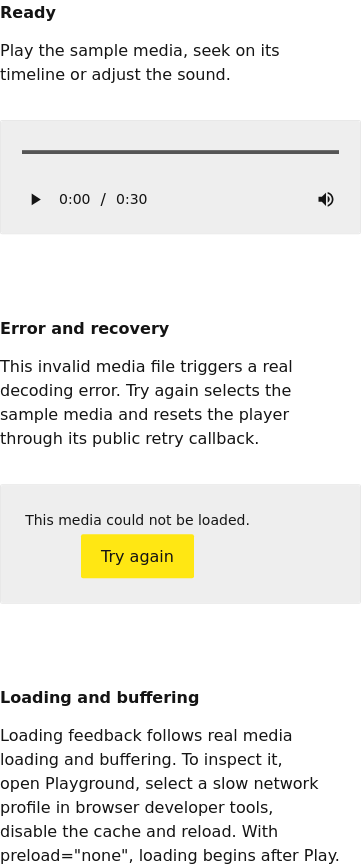 Ready
Play the sample media, seek on its
timeline or adjust the sound.
0:00 / 0:30
Error and recovery
This invalid media file triggers a real
decoding error. Try again selects the
sample media and resets the player
through its public retry callback.
This media could not be loaded.
Try again
Loading and buffering
Loading feedback follows real media
loading and buffering. To inspect it,
open Playground, select a slow network
profile in browser developer tools,
disable the cache and reload. With
preload="none", loading begins after Play.